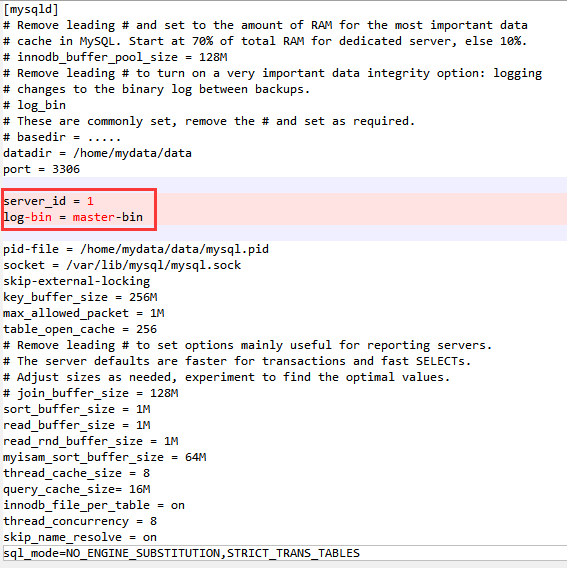 [mysqld]
# Remove leading # and set to the amount of RAM for the most important data
# cache in MySQL. Start at 70% of total RAM for dedicated server, else 10%.
# innodb_buffer_pool_size = 128M
# Remove leading # to turn on a very important data integrity option: logging
# changes to the binary log between backups.
# log_bin
# These are commonly set, remove the # and set as required.
# basedir = .....
datadir = /home/mydata/data
port = 3306
server_id = 1
log-bin = master-bin
pid-file = /home/mydata/data/mysql.pid
socket = /var/lib/mysql/mysql.sock
skip-external-locking
key_buffer_size = 256M
max_allowed_packet = 1M
table_open_cache = 256
# Remove leading # to set options mainly useful for reporting servers.
# The server defaults are faster for transactions and fast SELECTs.
# Adjust sizes as needed, experiment to find the optimal values.
# join_buffer_size = 128M
sort_buffer_size = 1M
read_buffer_size = 1M
read_rnd_buffer_size = 1M
myisam_sort_buffer_size = 64M
thread_cache_size = 8
query_cache_size= 16M
innodb_file_per_table = on
thread_concurrency = 8
skip_name_resolve = on
sql_mode=NO_ENGINE_SUBSTITUTION,STRICT_TRANS_TABLES